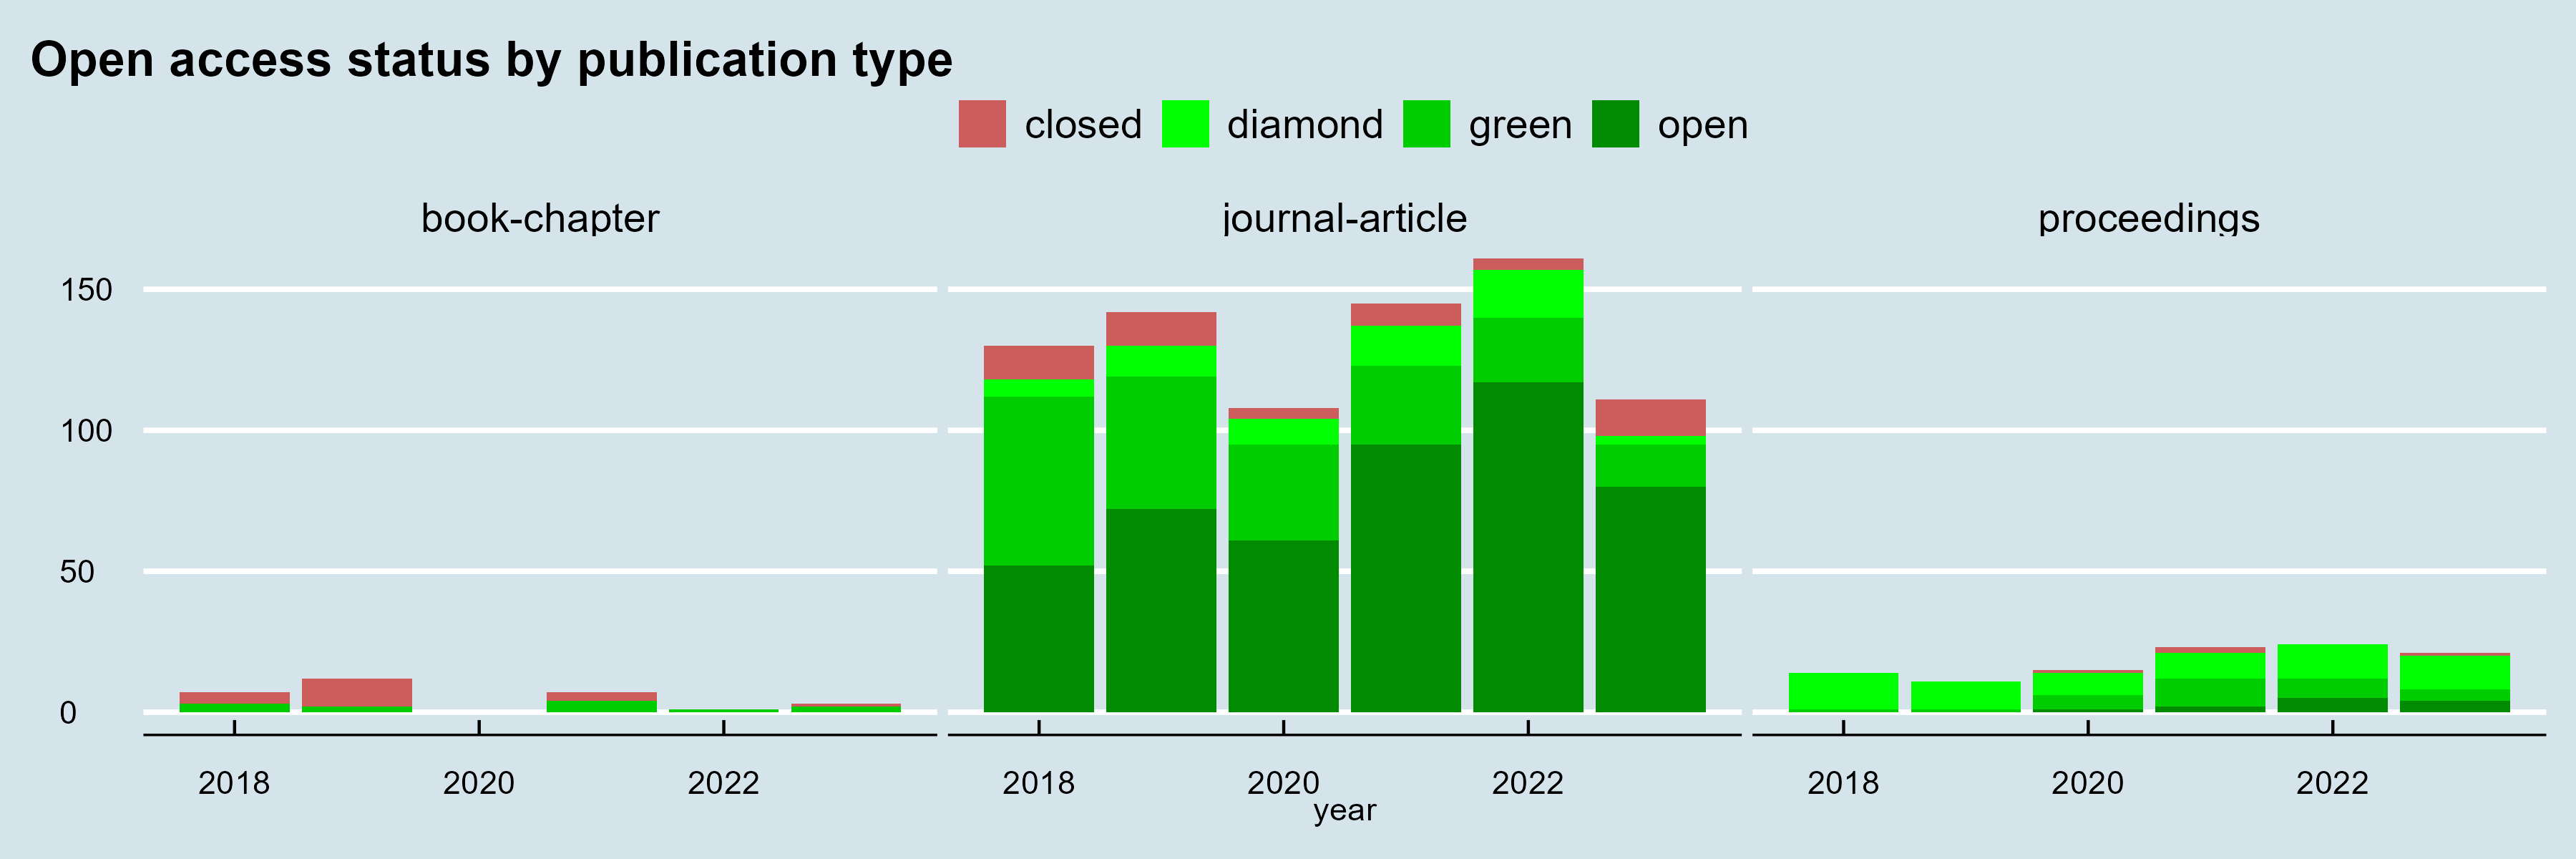 Open access status by publication type
closed diamond green open
book-chapter journal-article proceedings
150
100
50
0
2018 2020 2022 2018 2020 2022 2018 2020 2022
year